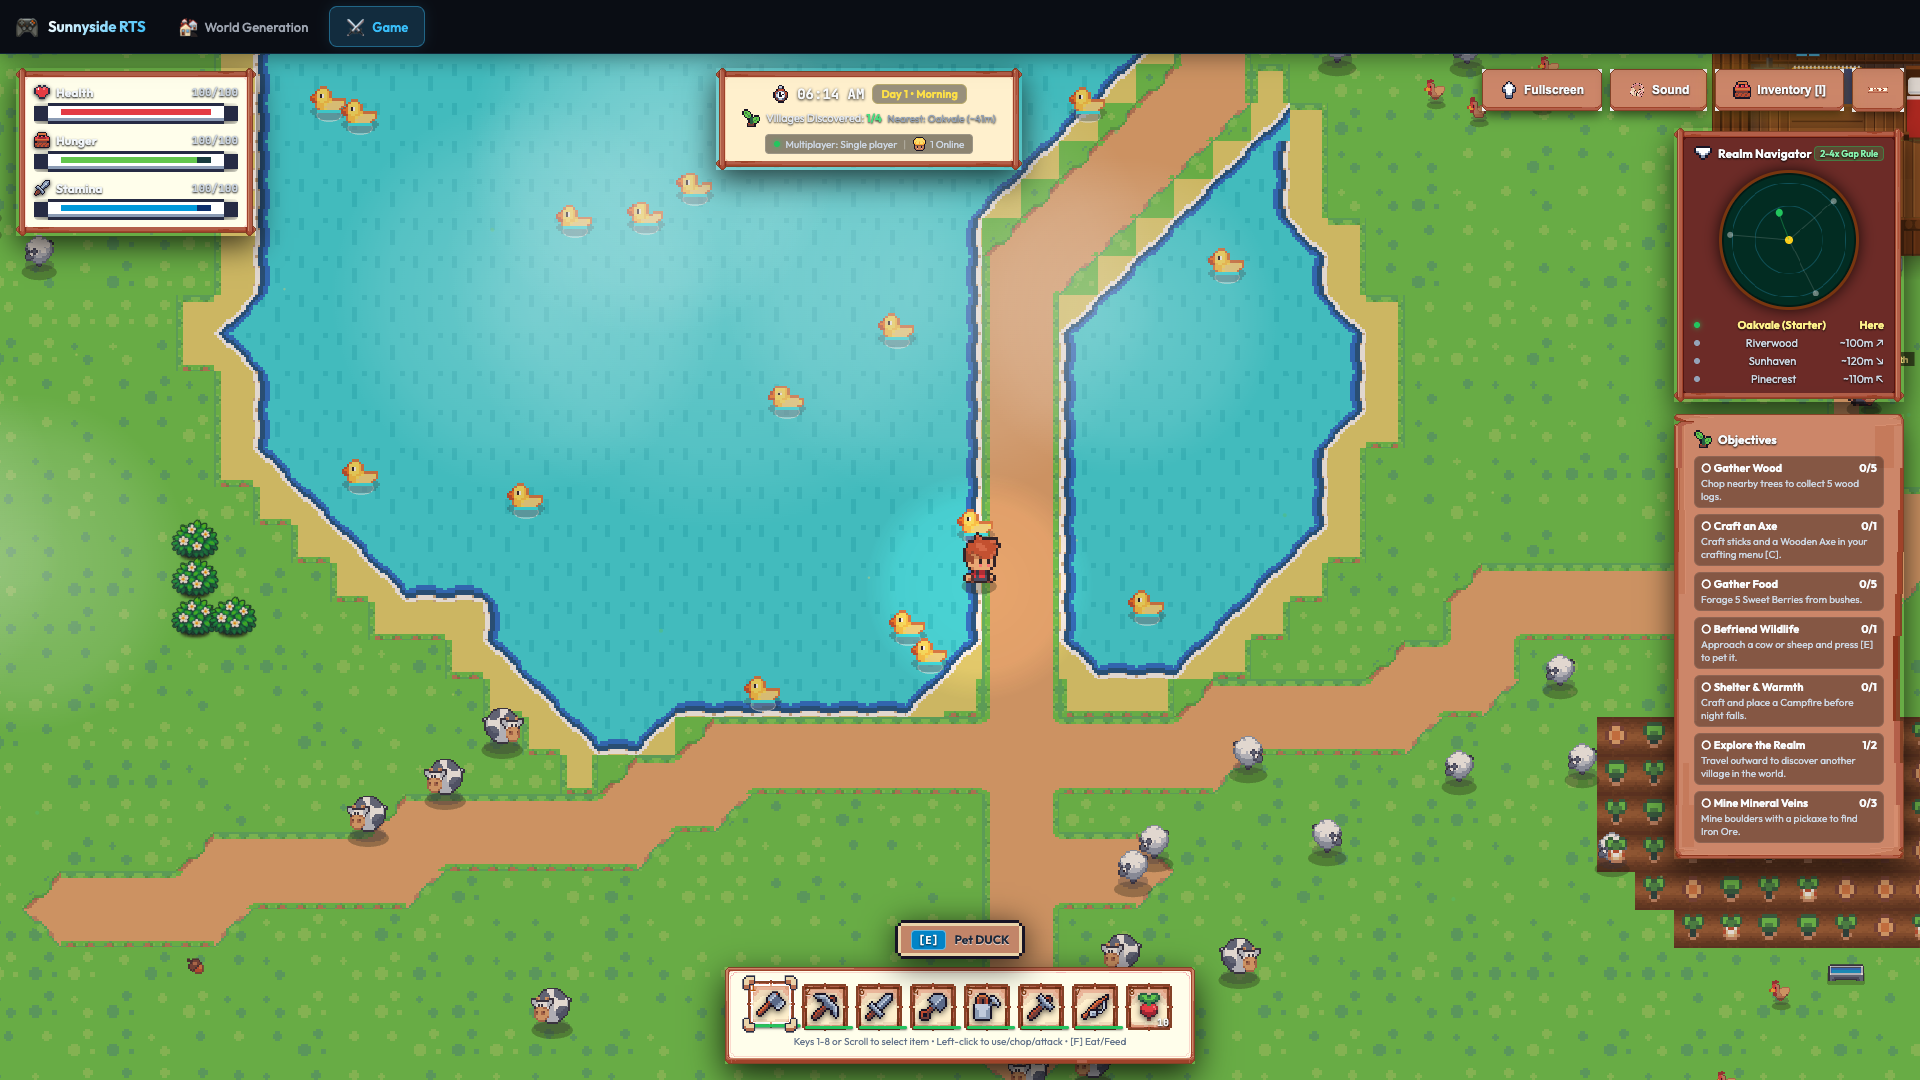 Sunnyside RTS
World Generation
Game
Health 100/100
Hunger 100/100
Stamina 100/100
06:14 AM Day 1 • Morning
Villages Discovered: 1/4 Nearest: Oakvale (~41m)
Multiplayer: Single player | 1 Online
Fullscreen
Sound
Inventory [I]
Realm Navigator 2-4x Gap Rule
Oakvale (Starter) Here
Riverwood ~100m ↗
Sunhaven ~120m ↘
Pinecrest ~110m ↖
Objectives
Gather Wood 0/5
Chop nearby trees to collect 5 wood
logs.
Craft an Axe 0/1
Craft sticks and a Wooden Axe in your
crafting menu [C].
Gather Food 0/5
Forage 5 Sweet Berries from bushes.
Befriend Wildlife 0/1
Approach a cow or sheep and press [E]
to pet it.
Shelter & Warmth 0/1
Craft and place a Campfire before
night falls.
Explore the Realm 1/2
Travel outward to discover another
village in the world.
Mine Mineral Veins 0/3
Mine boulders with a pickaxe to find
Iron Ore.
[E] Pet DUCK
10
Keys 1-8 or Scroll to select item • Left-click to use/chop/attack • [F] Eat/Feed